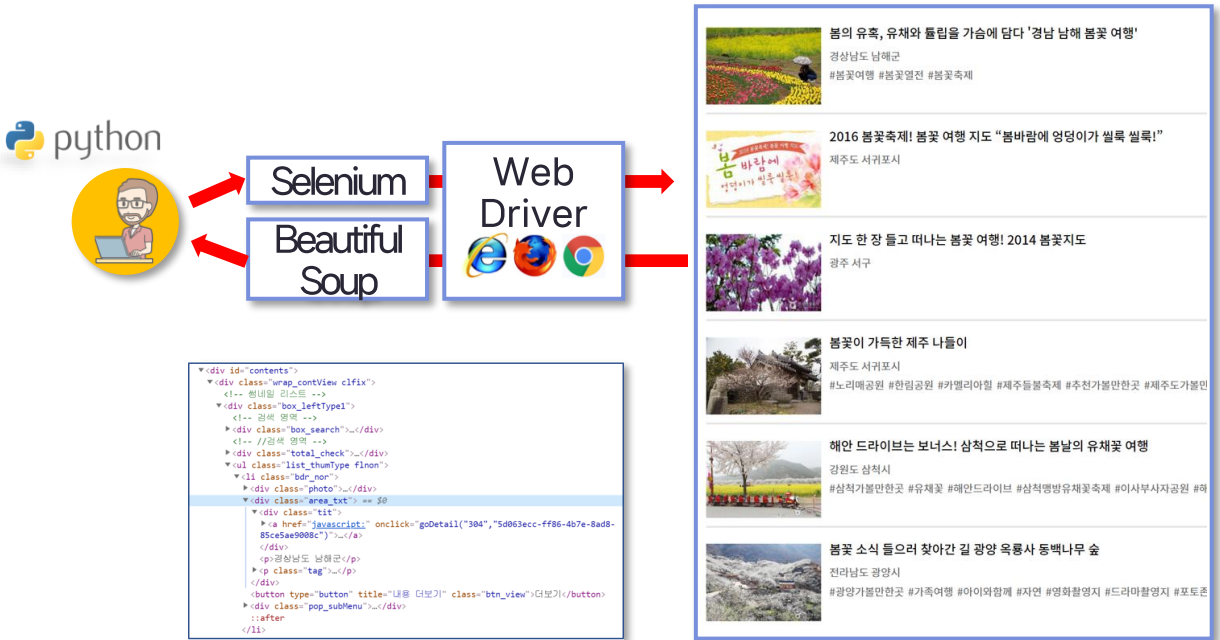 python
Selenium
Beautiful
Soup
Web
Driver
▼<div id="contents">
▼<div class="wrap_contView clfix">
<!-- 썸네일 리스트 -->
▼<div class="box_leftType1">
<!-- 검색 영역 -->
▶<div class="box_search">…</div>
<!-- //검색 영역 -->
▶<div class="total_check">…</div>
▼<ul class="list_thumType flnon">
▼<li class="bdr_nor">
▶<div class="photo">…</div>
▼<div class="area_txt"> == $0
▼<div class="tit">
▶<a href="javascript:" onclick="goDetail("304","5d063ecc-ff86-4b7e-8ad8-
85ce5ae9008c")">…</a>
</div>
<p>경상남도 남해군</p>
▶<p class="tag">…</p>
</div>
<button type="button" title="내용 더보기" class="btn_view">더보기</button>
▶<div class="pop_subMenu">…</div>
::after
</li>
봄의 유혹, 유채와 튤립을 가슴에 담다 '경남 남해 봄꽃 여행'
경상남도 남해군
#봄꽃여행 #봄꽃열전 #봄꽃축제
2016 봄꽃축제! 봄꽃 여행 지도 “봄바람에 엉덩이가 씰룩 씰룩!”
제주도 서귀포시
봄
바람에
엉덩이가 씰룩씰룩!
지도 한 장 들고 떠나는 봄꽃 여행! 2014 봄꽃지도
광주 서구
봄꽃이 가득한 제주 나들이
제주도 서귀포시
#노리매공원 #한림공원 #카멜리아힐 #제주들불축제 #추천가볼만한곳 #제주도가볼만
해안 드라이브는 보너스! 삼척으로 떠나는 봄날의 유채꽃 여행
강원도 삼척시
#삼척가볼만한곳 #유채꽃 #해안드라이브 #삼척맹방유채꽃축제 #이사부사자공원 #해
봄꽃 소식 들으러 찾아간 길 광양 옥룡사 동백나무 숲
전라남도 광양시
#광양가볼만한곳 #가족여행 #아이와함께 #자연 #영화촬영지 #드라마촬영지 #포토존